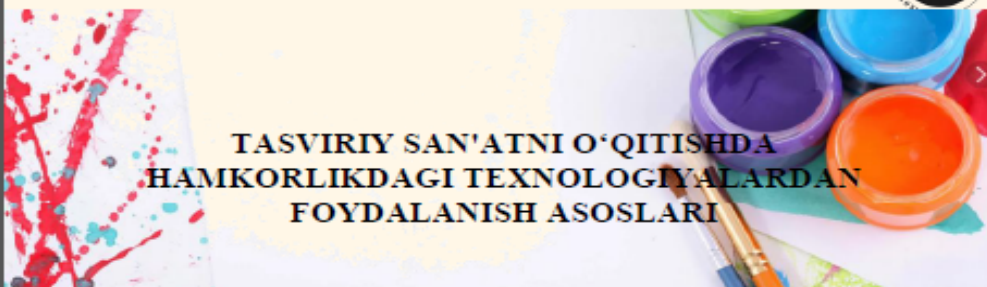 TASVIRIY SAN'ATNI O‘QITISHDA
HAMKORLIKDAGI TEXNOLOGIYALARDAN
FOYDALANISH ASOSLARI